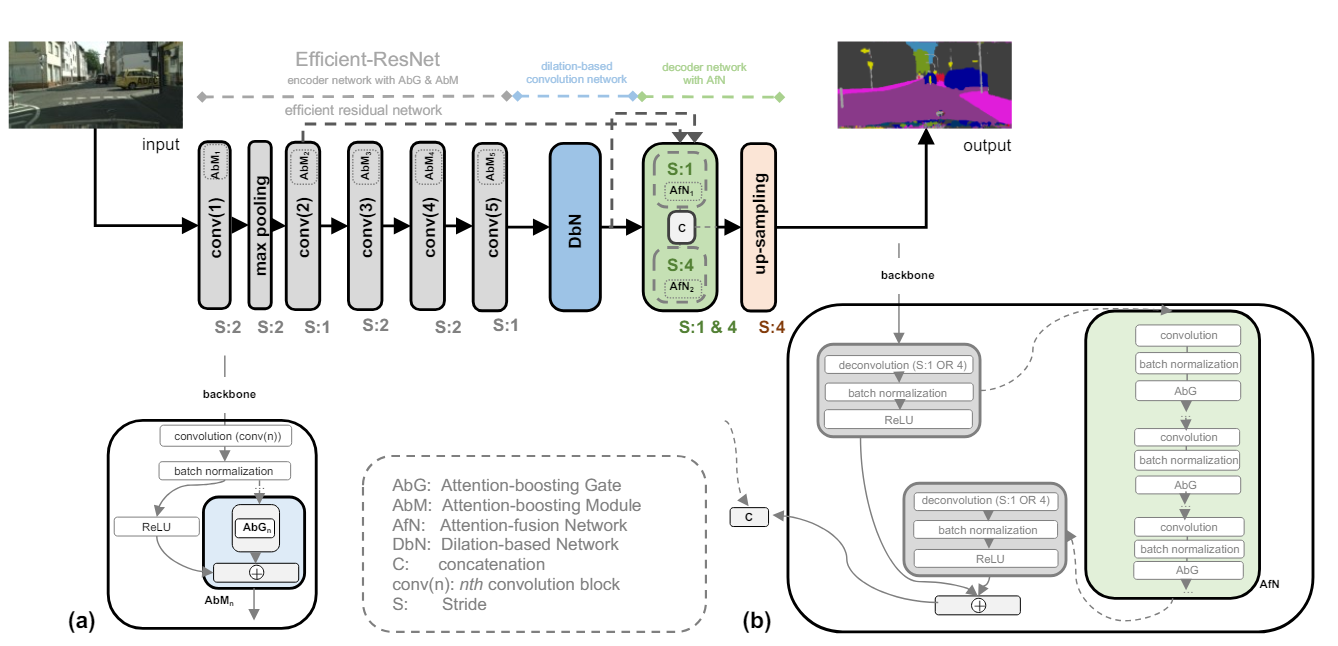 Efficient-ResNet
encoder network with AbG & AbM
dilation-based
convolution network
decoder network
with AfN
efficient residual network
input
output
AbM1
conv(1)
max pooling
AbM2
conv(2)
AbM3
conv(3)
AbM4
conv(4)
AbM5
conv(5)
DbN
S:1
AfN1
C
S:4
AfN2
up-sampling
S:2
S:2
S:1
S:2
S:2
S:1
S:1 & 4
S:4
backbone
convolution (conv(n))
batch normalization
ReLU
AbGn
AbMn
(a)
AbG: Attention-boosting Gate
AbM: Attention-boosting Module
AfN: Attention-fusion Network
DbN: Dilation-based Network
C: concatenation
conv(n): nth convolution block
S: Stride
backbone
deconvolution (S:1 OR 4)
batch normalization
ReLU
deconvolution (S:1 OR 4)
batch normalization
ReLU
C
convolution
batch normalization
AbG
...
convolution
batch normalization
AbG
...
convolution
batch normalization
AbG
...
AfN
(b)